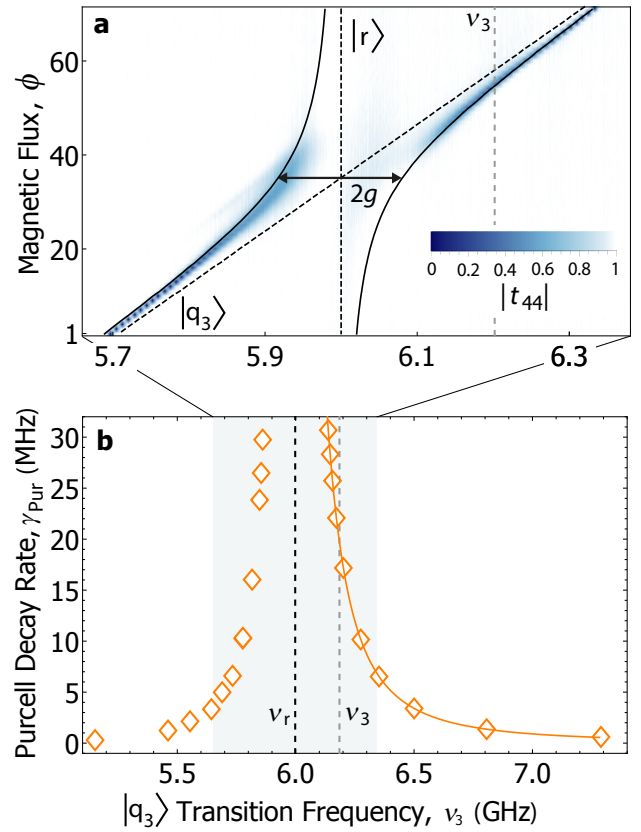 a
|r⟩
ν₃
60
40
20
1
Magnetic Flux, ϕ
2g
|q₃⟩
0 0.2 0.4 0.6 0.8 1
|t₄₄|
5.7 5.9 6.1 6.3
b
30
25
20
15
10
5
0
Purcell Decay Rate, γ_Pur (MHz)
ν_r
ν₃
5.5 6.0 6.5 7.0
|q₃⟩ Transition Frequency, ν₃ (GHz)